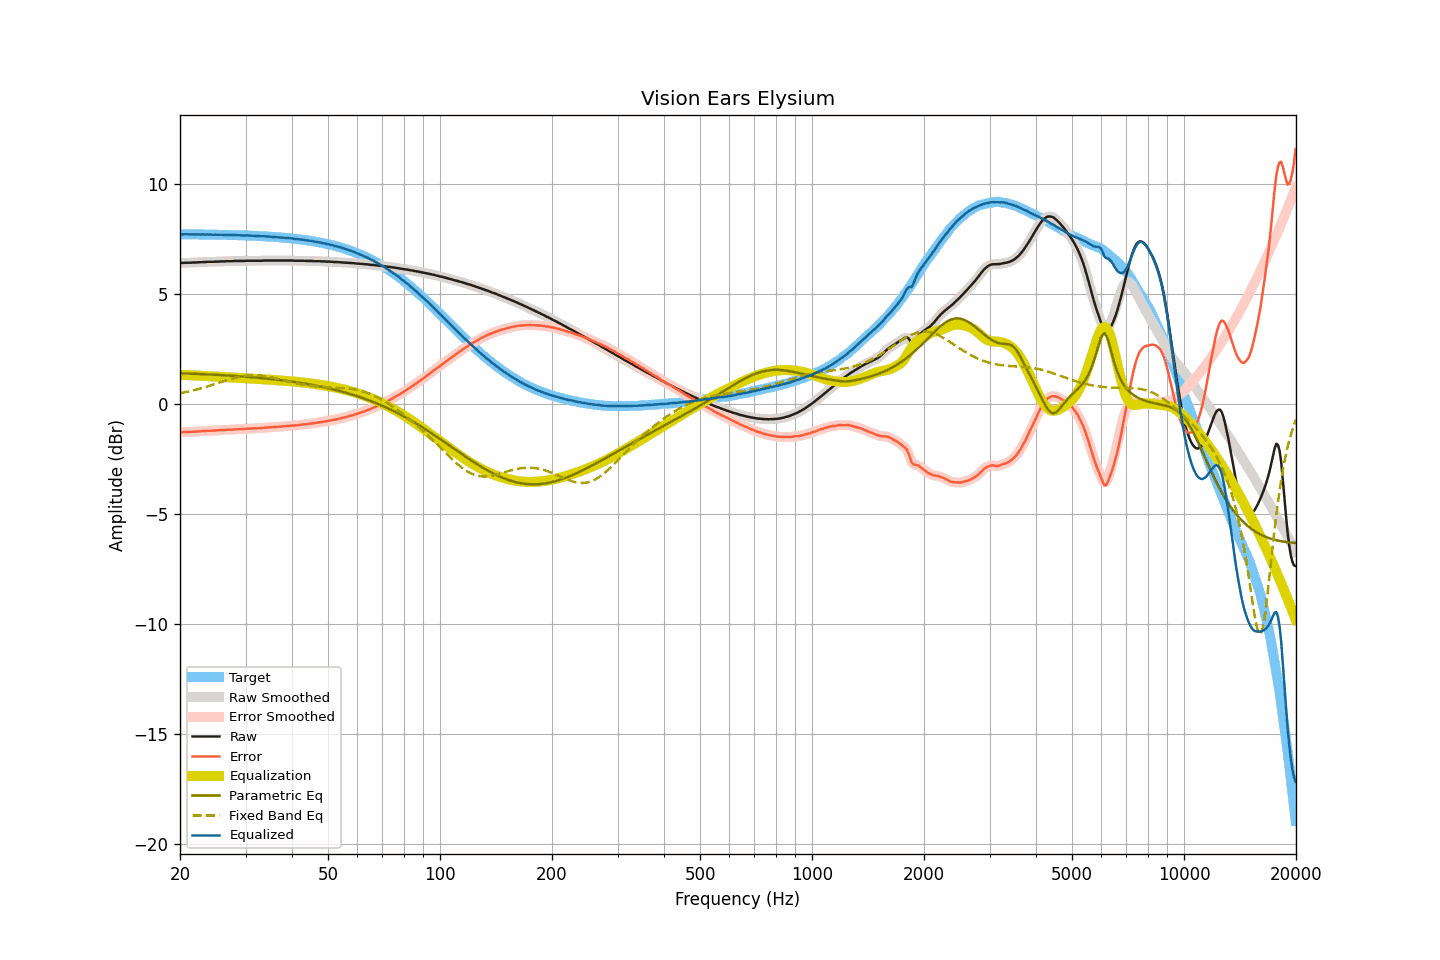 Vision Ears Elysium
Amplitude (dBr)
10
5
0
−5
−10
−15
−20
Target
Raw Smoothed
Error Smoothed
Raw
Error
Equalization
Parametric Eq
Fixed Band Eq
Equalized
20 50 100 200 500 1000 2000 5000 10000 20000
Frequency (Hz)